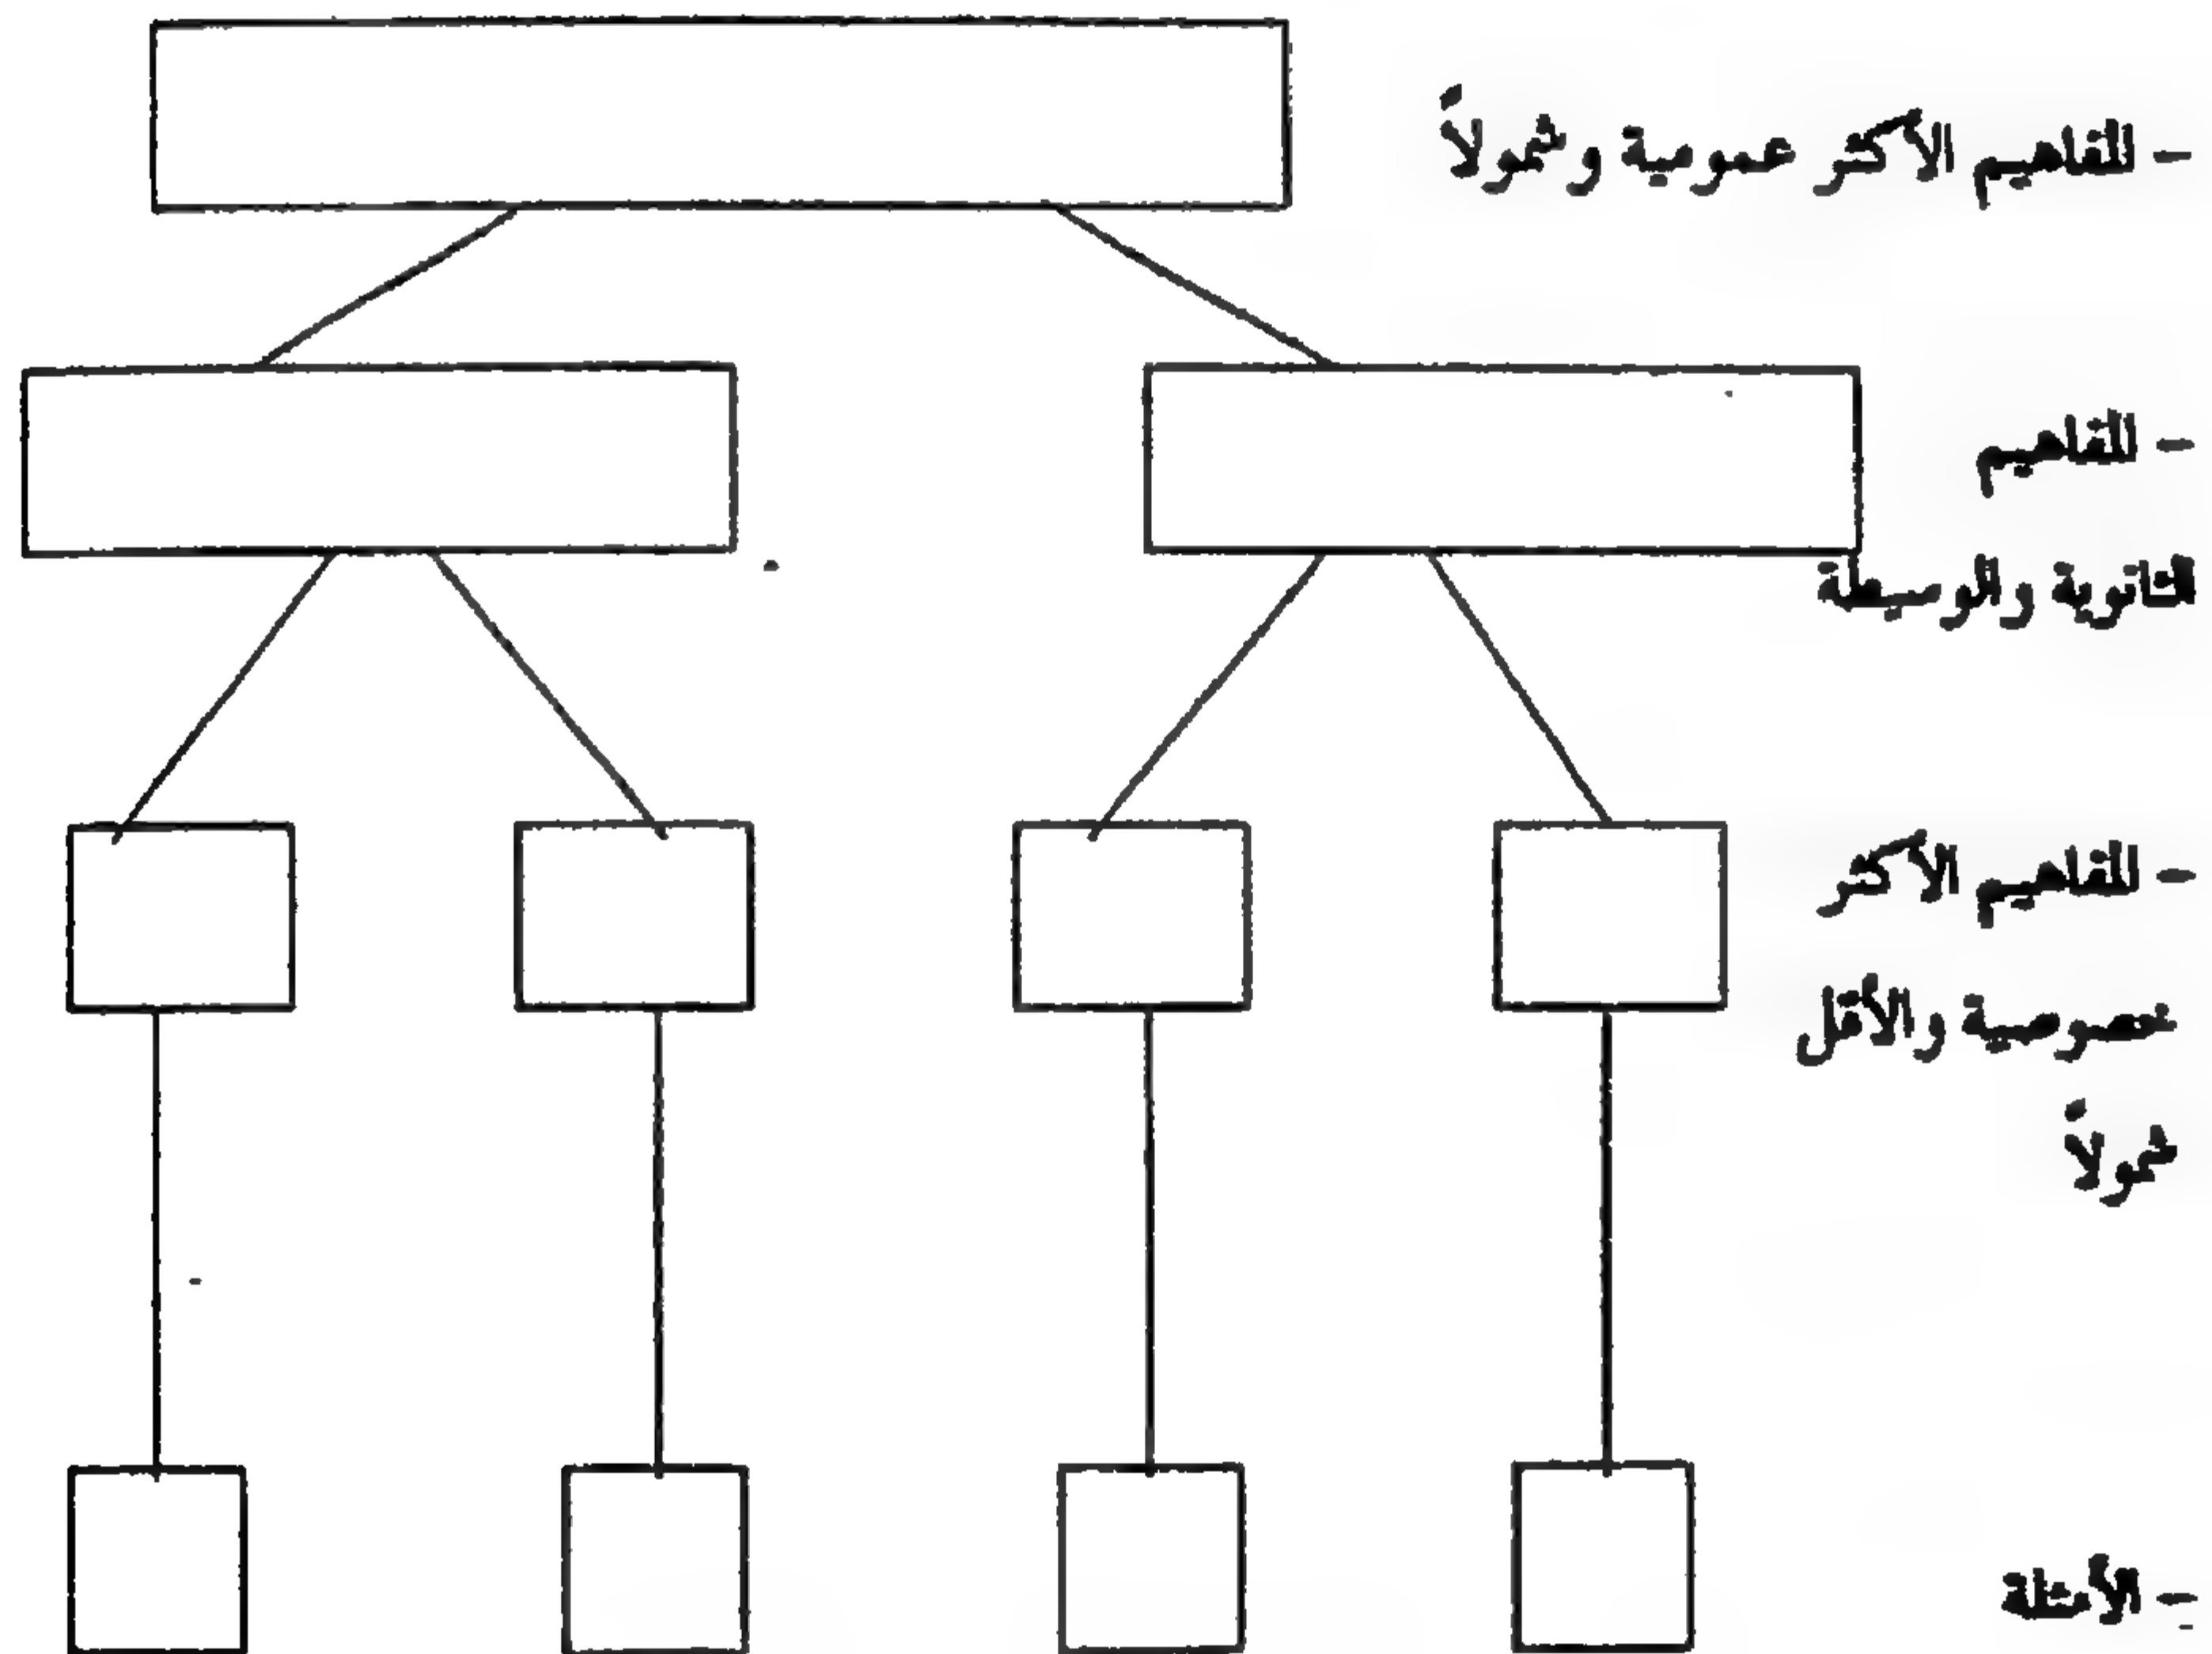 - المفاهيم الأكثر عمومية وشمولاً
- المفاهيم
الثانوية والوسيطة
- المفاهيم الأكثر
خصوصية والأقل
شمولاً
- الأمثلة